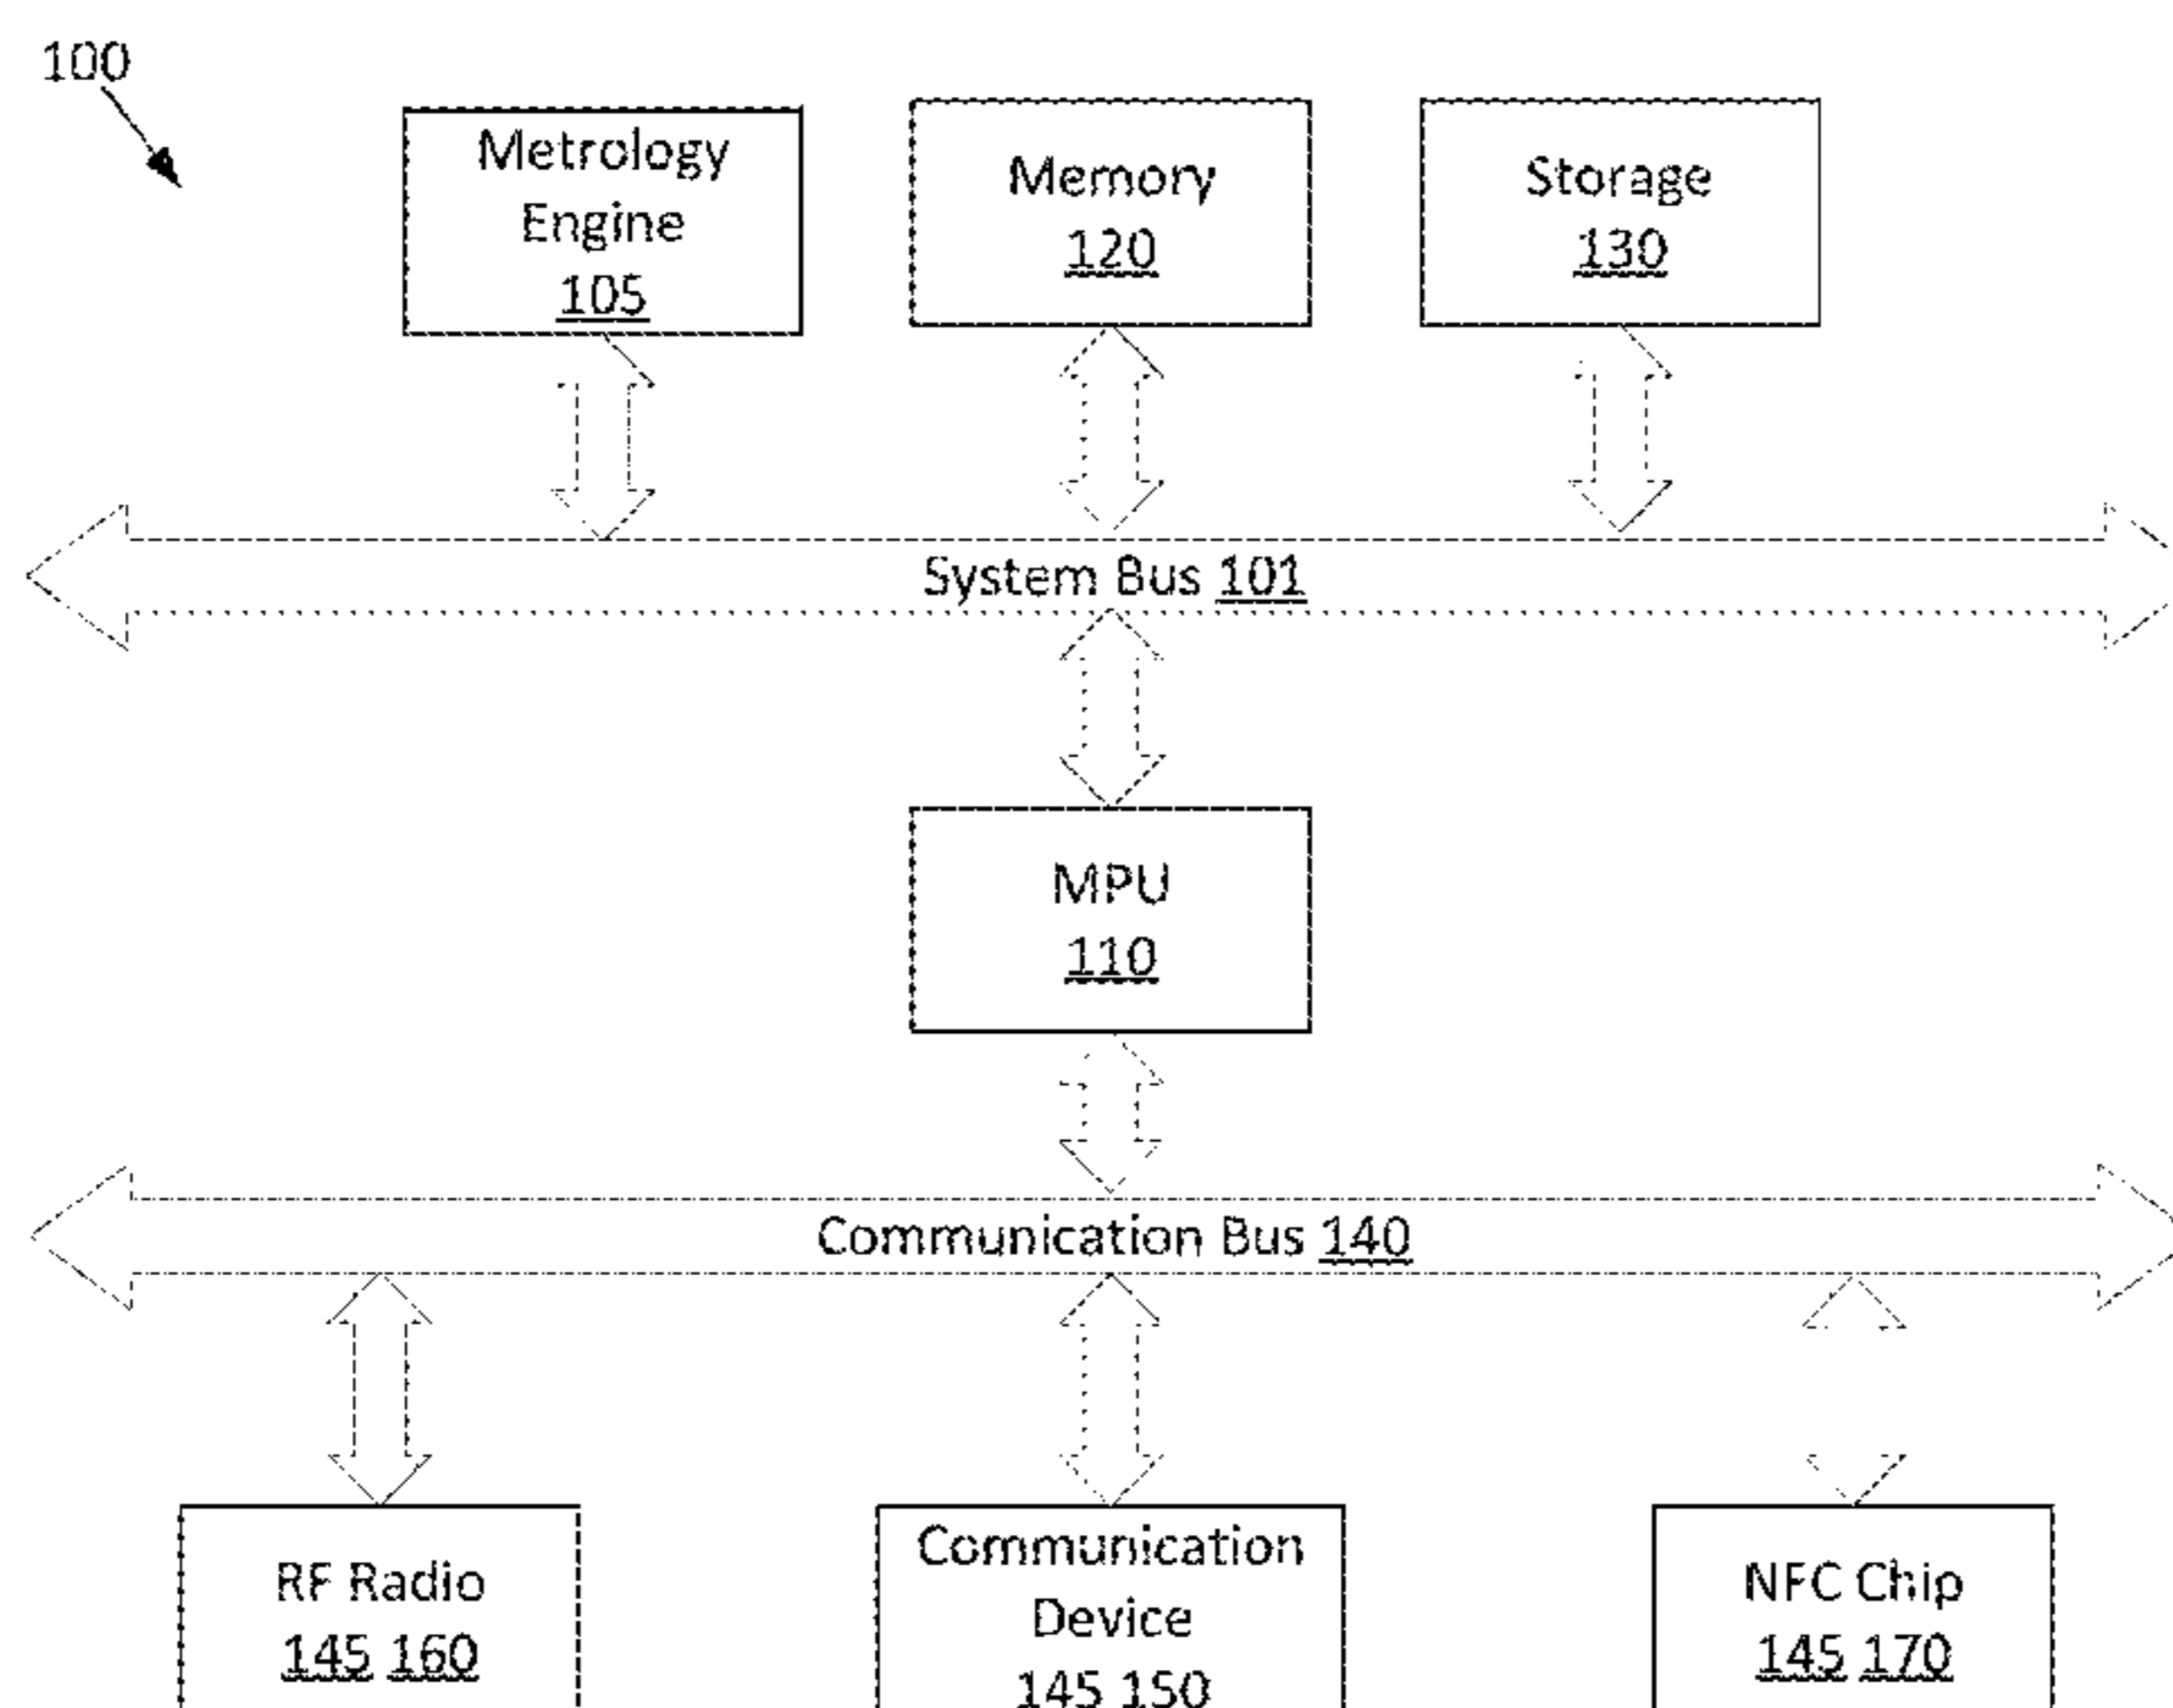 100
Metrology
Engine
105
Memory
120
Storage
130
System Bus 101
MPU
110
Communication Bus 140
RF Radio
145 160
Communication
Device
145 150
NFC Chip
145 170